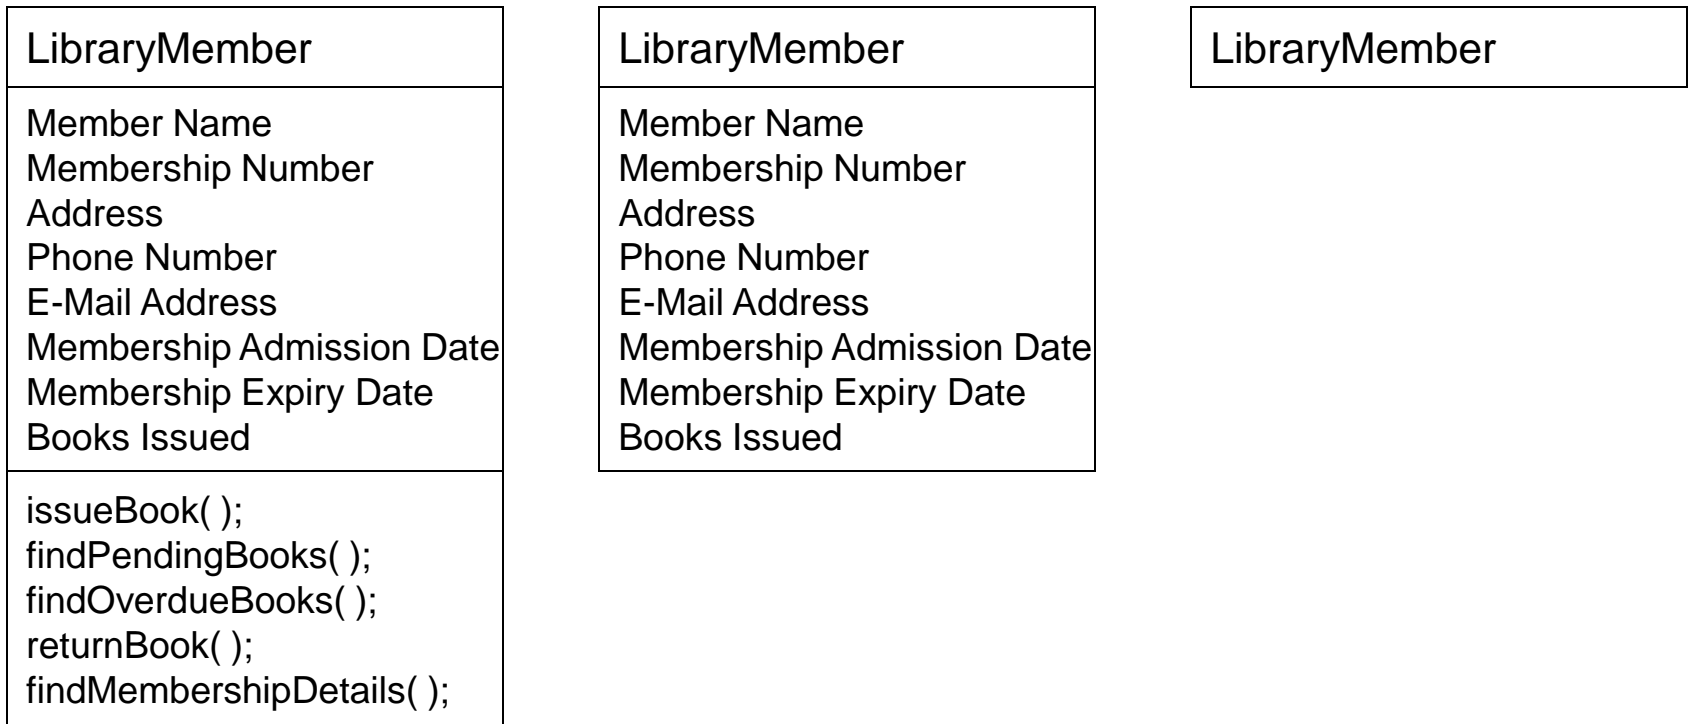 LibraryMember
Member Name
Membership Number
Address
Phone Number
E-Mail Address
Membership Admission Date
Membership Expiry Date
Books Issued
issueBook( );
findPendingBooks( );
findOverdueBooks( );
returnBook( );
findMembershipDetails( );
LibraryMember
Member Name
Membership Number
Address
Phone Number
E-Mail Address
Membership Admission Date
Membership Expiry Date
Books Issued
LibraryMember